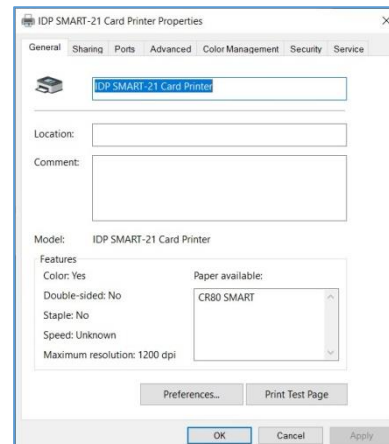 IDP SMART-21 Card Printer Properties
General Sharing Ports Advanced Color Management Security Service
IDP SMART-21 Card Printer
Location:
Comment:
Model: IDP SMART-21 Card Printer
Features
Color: Yes Paper available:
Double-sided: No CR80 SMART
Staple: No
Speed: Unknown
Maximum resolution: 1200 dpi
Preferences... Print Test Page
OK Cancel Apply